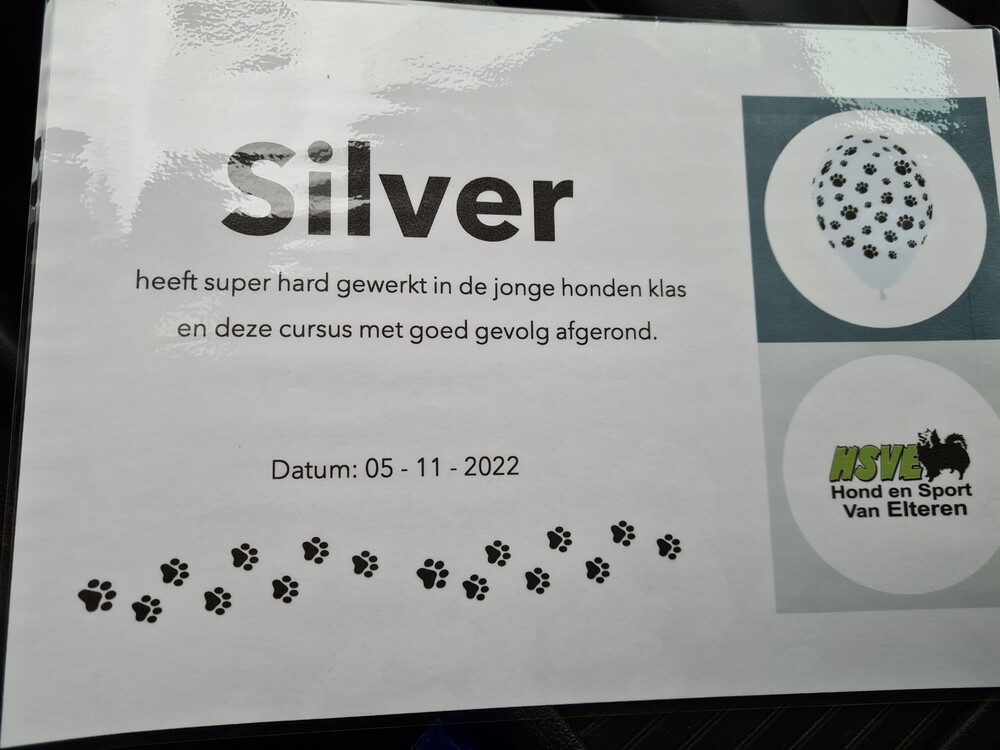 Silver
heeft super hard gewerkt in de jonge honden klas
en deze cursus met goed gevolg afgerond.
Datum: 05 - 11 - 2022
HSVE
Hond en Sport
Van Elteren